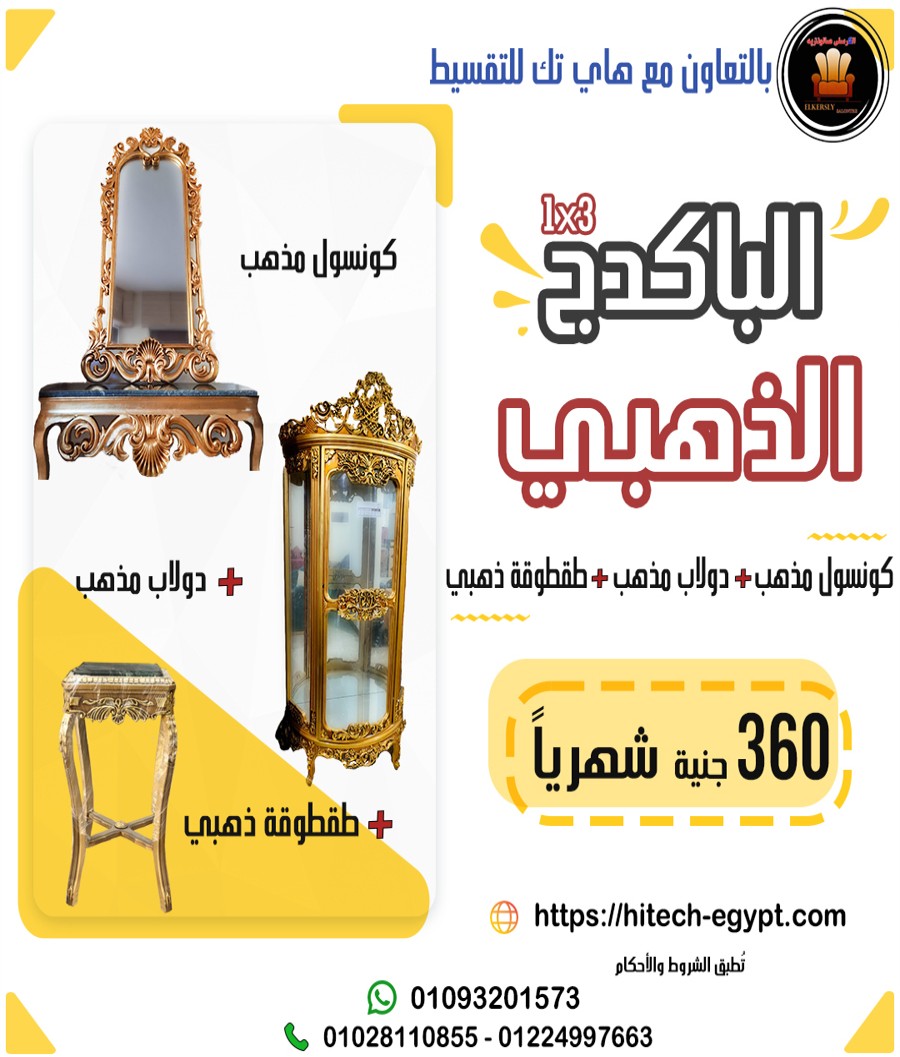 بالتعاون مع هاي تك للتقسيط
ELKERSLY
الباكدج 1x3
الذهبي
كونسول مذهب+ دولاب مذهب + طقطوقة ذهبي
كونسول مذهب
+ دولاب مذهب
+ طقطوقة ذهبي
360 جنية شهرياً
https://hitech-egypt.com
تُطبق الشروط والأحكام
01093201573
01028110855 - 01224997663